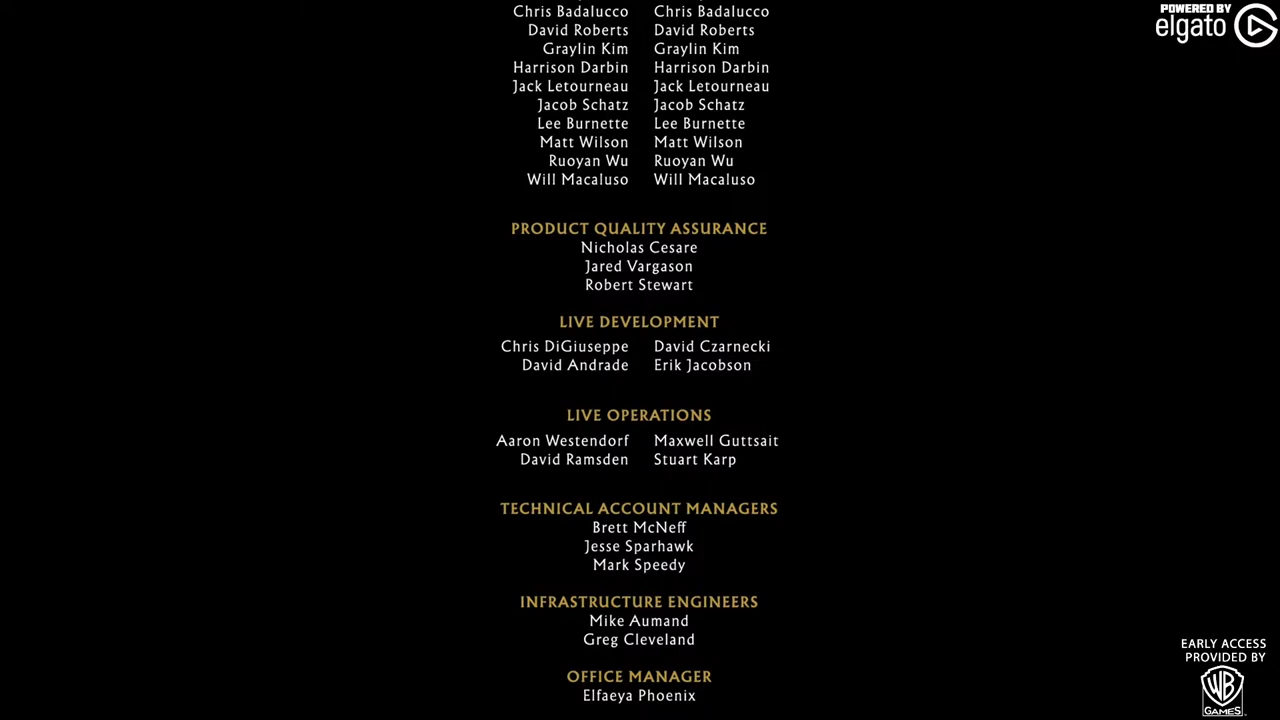 POWERED BY
elgato
Chris Badalucco Chris Badalucco
David Roberts David Roberts
Graylin Kim Graylin Kim
Harrison Darbin Harrison Darbin
Jack Letourneau Jack Letourneau
Jacob Schatz Jacob Schatz
Lee Burnette Lee Burnette
Matt Wilson Matt Wilson
Ruoyan Wu Ruoyan Wu
Will Macaluso Will Macaluso
PRODUCT QUALITY ASSURANCE
Nicholas Cesare
Jared Vargason
Robert Stewart
LIVE DEVELOPMENT
Chris DiGiuseppe David Czarnecki
David Andrade Erik Jacobson
LIVE OPERATIONS
Aaron Westendorf Maxwell Guttsait
David Ramsden Stuart Karp
TECHNICAL ACCOUNT MANAGERS
Brett McNeff
Jesse Sparhawk
Mark Speedy
INFRASTRUCTURE ENGINEERS
Mike Aumand
Greg Cleveland
OFFICE MANAGER
Elfaeya Phoenix
EARLY ACCESS
PROVIDED BY
WB
GAMES